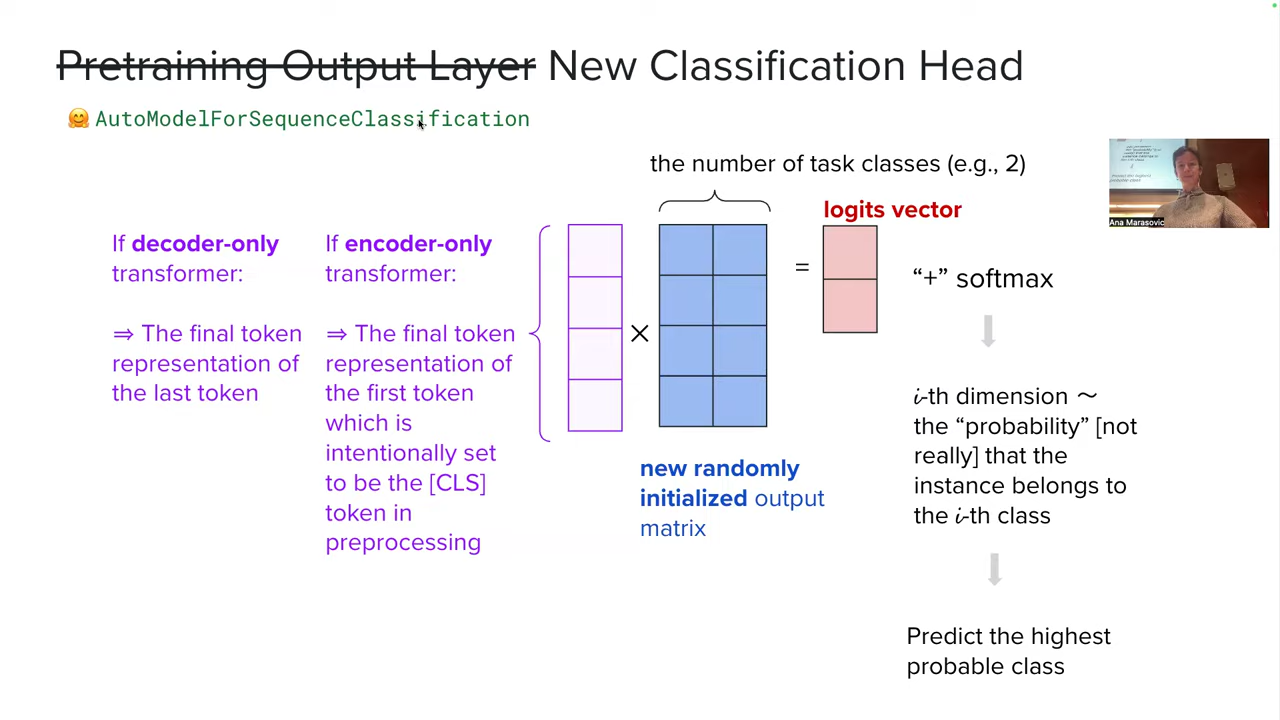 Pretraining Output Layer New Classification Head
🤗 AutoModelForSequenceClassification
the number of task classes (e.g., 2)
logits vector
If decoder-only
transformer:
⇒ The final token
representation of
the last token
If encoder-only
transformer:
⇒ The final token
representation of
the first token
which is
intentionally set
to be the [CLS]
token in
preprocessing
×
=
new randomly
initialized output
matrix
“+” softmax
i-th dimension ～
the “probability” [not
really] that the
instance belongs to
the i-th class
Predict the highest
probable class
Ana Marasovic